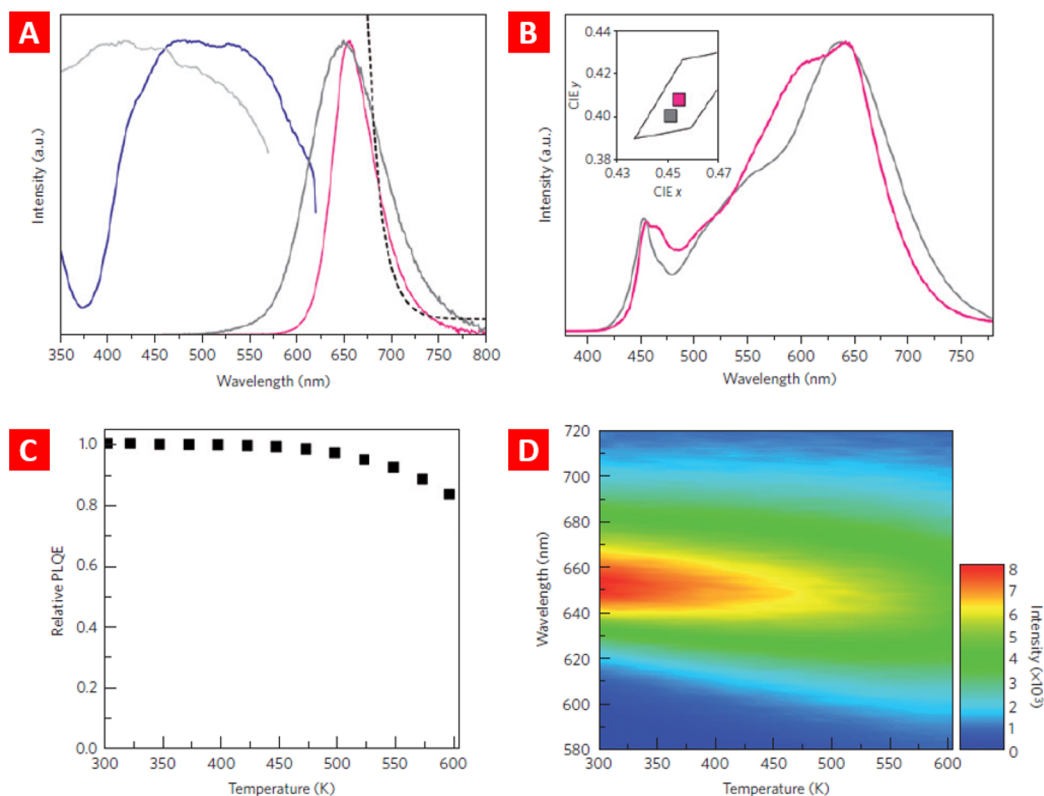 A
Intensity (a.u.)
350 400 450 500 550 600 650 700 750 800
Wavelength (nm)
B
Intensity (a.u.)
0.44
0.42
0.40
0.38
CIE y
0.43 0.45 0.47
CIE x
400 450 500 550 600 650 700 750
Wavelength (nm)
C
Relative PLQE
1.0
0.8
0.6
0.4
0.2
0.0
300 350 400 450 500 550 600
Temperature (K)
D
Wavelength (nm)
720
700
680
660
640
620
600
580
300 350 400 450 500 550 600
Temperature (K)
8
7
6
5
4
3
2
1
0
Intensity (×10³)